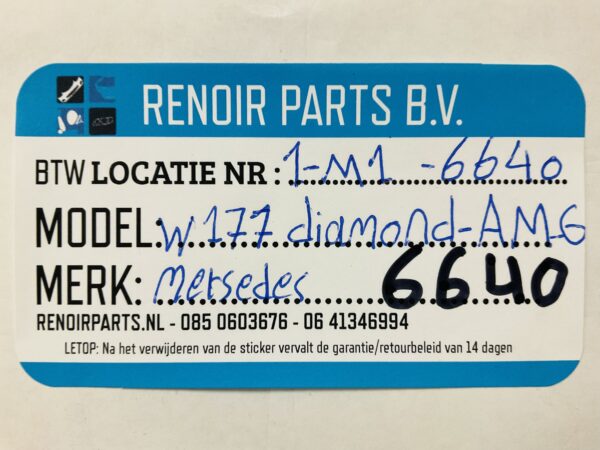 RENOIR PARTS B.V.
BTW LOCATIE NR : 1-M1 -6640
MODEL: W177 diamond-AMG
MERK: Mersedes 6640
RENOIRPARTS.NL - 085 0603676 - 06 41346994
LETOP: Na het verwijderen van de sticker vervalt de garantie/retourbeleid van 14 dagen